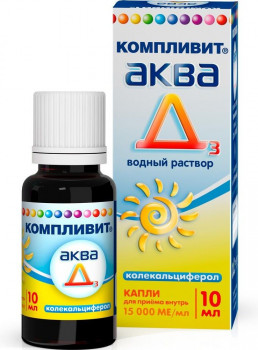 КОМПЛИВИТ®
аква
Д3
водный раствор
колекальциферол
КАПЛИ
для приёма внутрь
15 000 МЕ/мл
10 мл
КОМПЛИВИТ®
аква
Д3
10 мл
колекальциферол